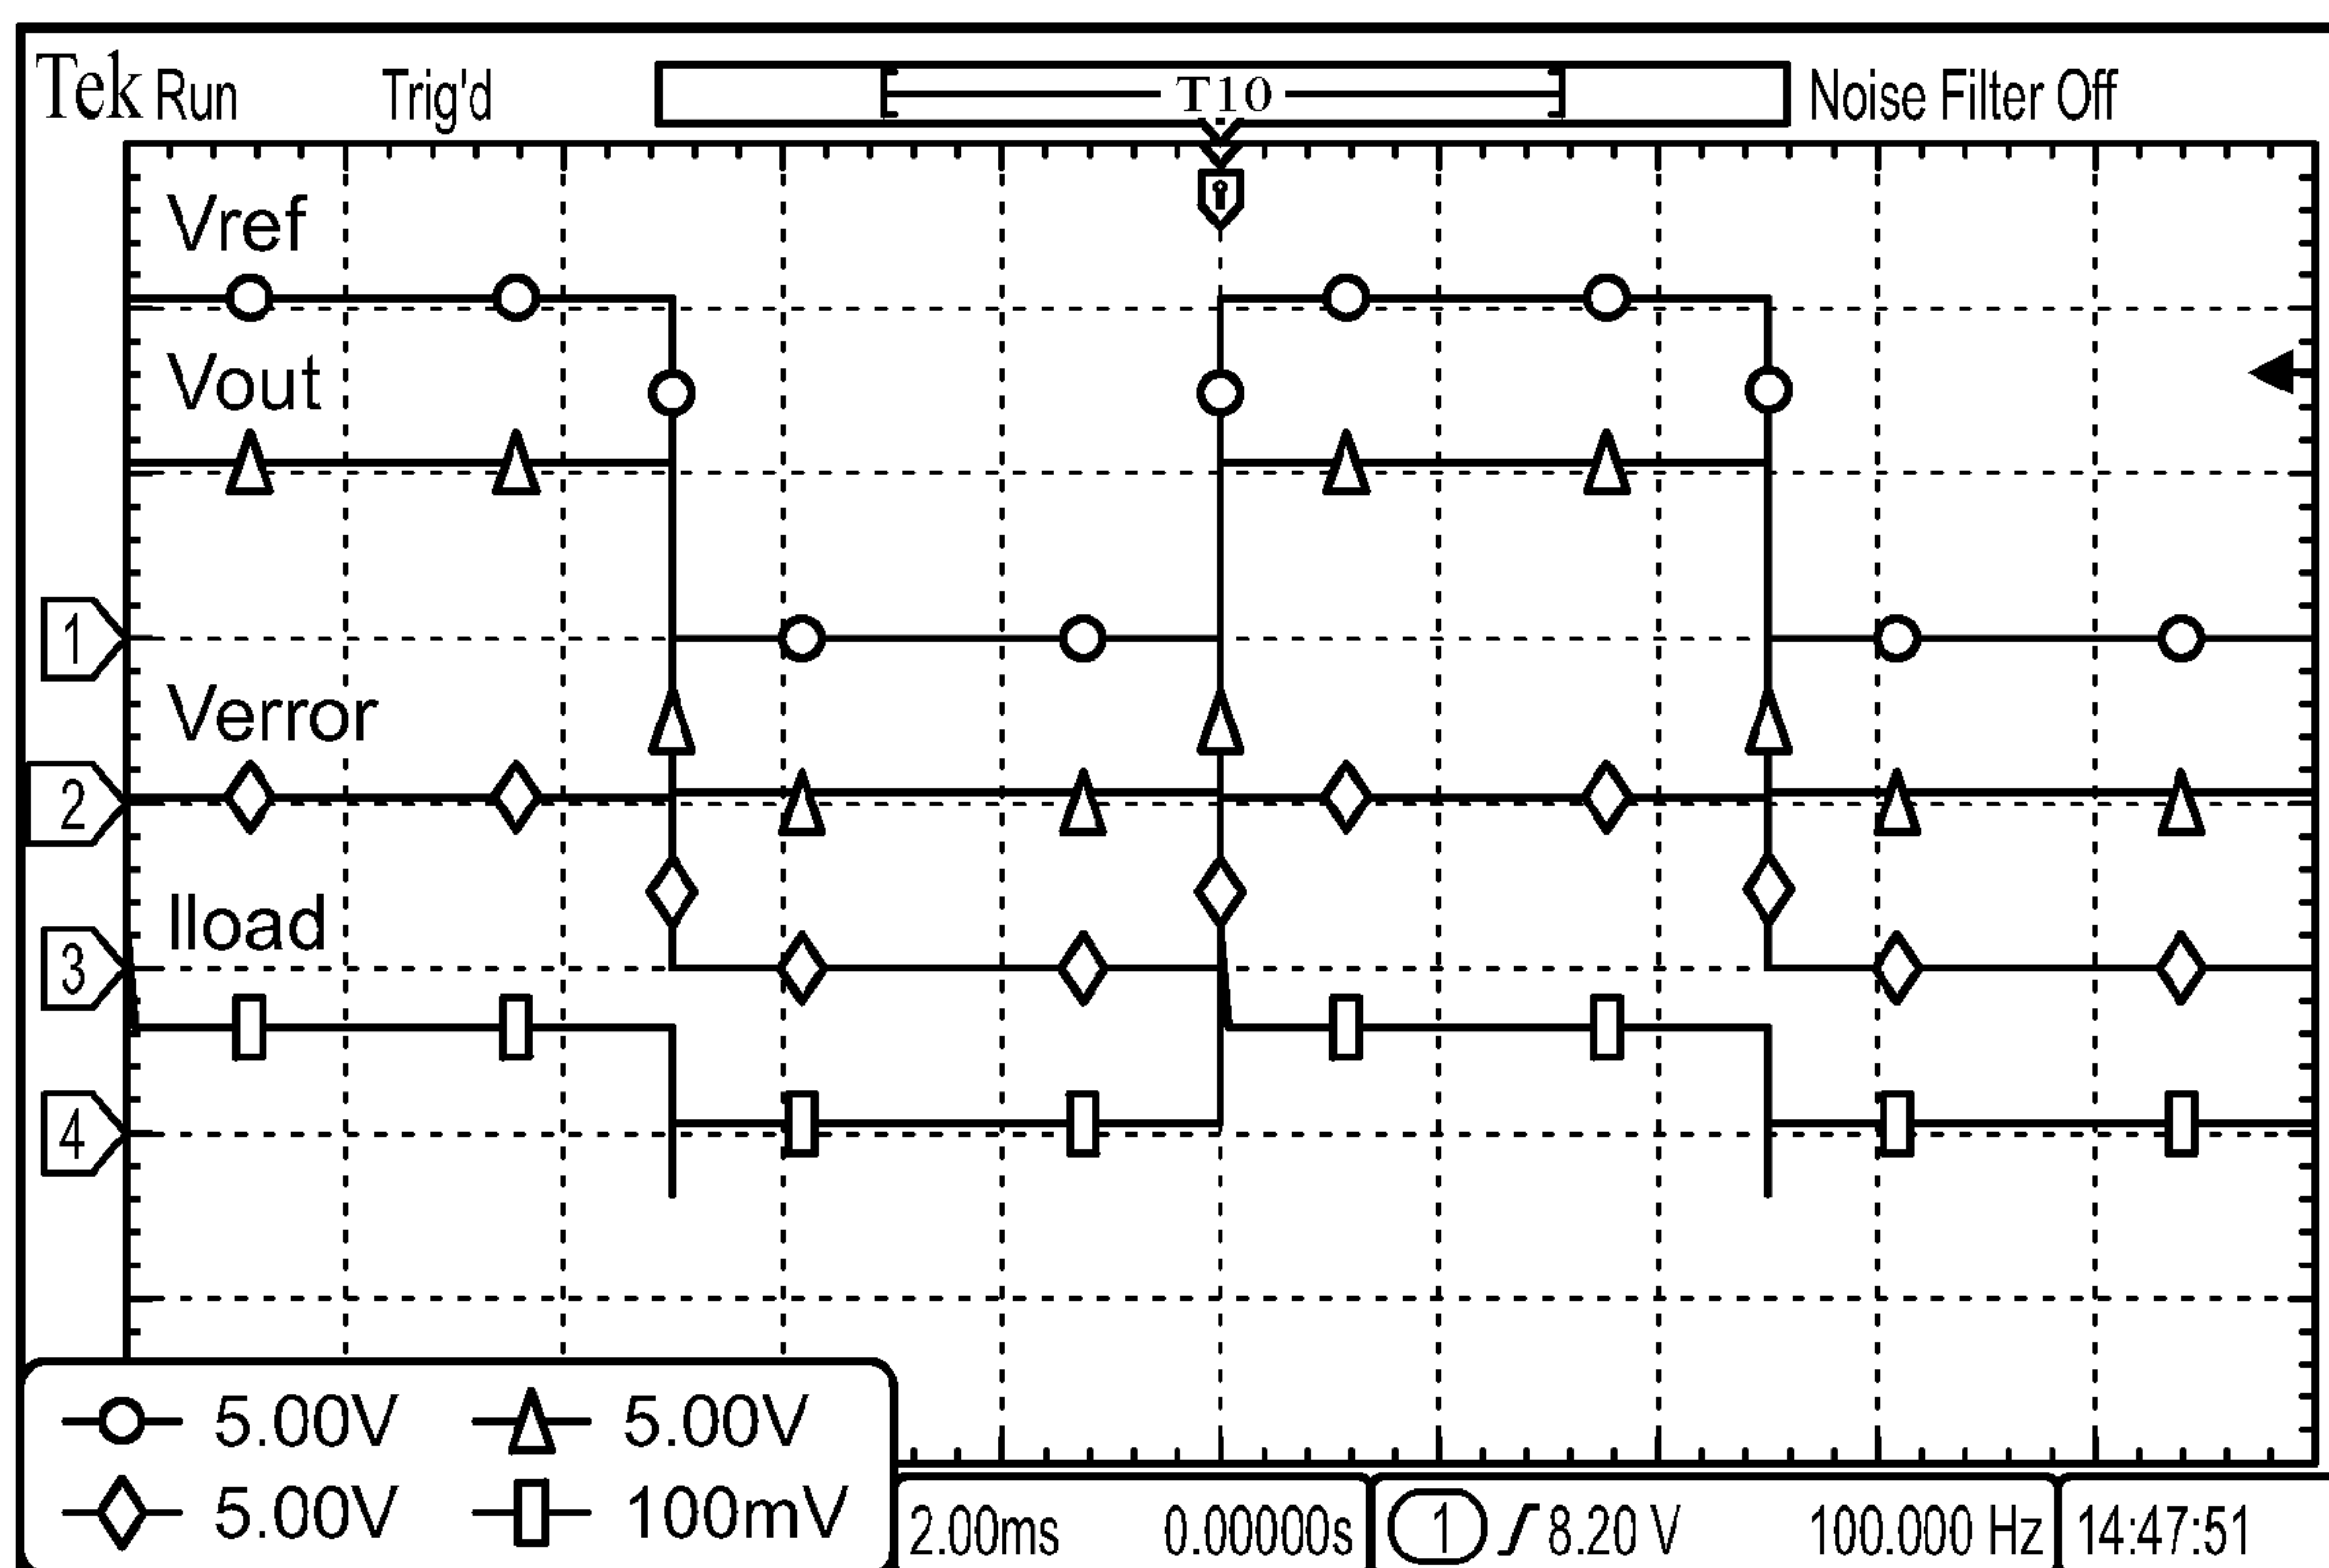 Tek Run Trig'd T10 Noise Filter Off
Vref
Vout
1
Verror
2
Iload
3
4
5.00V 5.00V
5.00V 100mV
2.00ms 0.00000s 1 8.20 V 100.000 Hz 14:47:51